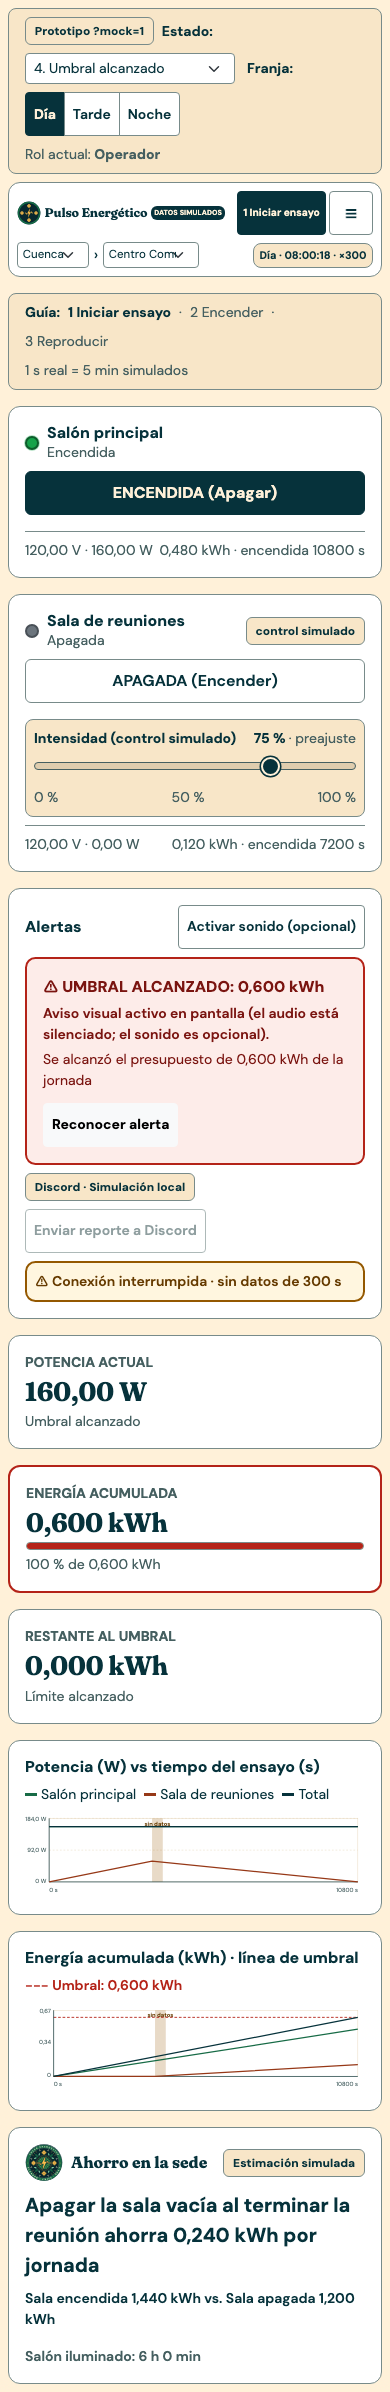 Prototipo ?mock=1 Estado:
4. Umbral alcanzado Franja:
Día Tarde Noche
Rol actual: Operador
Pulso Energético DATOS SIMULADOS 1 Iniciar ensayo ≡
Cuenca › Centro Com Día · 08:00:18 · ×300
Guía: 1 Iniciar ensayo · 2 Encender ·
3 Reproducir
1 s real = 5 min simulados
Salón principal
Encendida
ENCENDIDA (Apagar)
120,00 V · 160,00 W 0,480 kWh · encendida 10800 s
Sala de reuniones
Apagada
control simulado
APAGADA (Encender)
Intensidad (control simulado) 75 % · preajuste
0 % 50 % 100 %
120,00 V · 0,00 W 0,120 kWh · encendida 7200 s
Alertas Activar sonido (opcional)
⚠ UMBRAL ALCANZADO: 0,600 kWh
Aviso visual activo en pantalla (el audio está
silenciado; el sonido es opcional).
Se alcanzó el presupuesto de 0,600 kWh de la
jornada
Reconocer alerta
Discord · Simulación local
Enviar reporte a Discord
⚠ Conexión interrumpida · sin datos de 300 s
POTENCIA ACTUAL
160,00 W
Umbral alcanzado
ENERGÍA ACUMULADA
0,600 kWh
100 % de 0,600 kWh
RESTANTE AL UMBRAL
0,000 kWh
Límite alcanzado
Potencia (W) vs tiempo del ensayo (s)
Salón principal Sala de reuniones Total
184,0 W
sin datos
92,0 W
0 W
0 s 10800 s
Energía acumulada (kWh) · línea de umbral
--- Umbral: 0,600 kWh
0,67
sin datos
0,34
0
0 s 10800 s
Ahorro en la sede Estimación simulada
Apagar la sala vacía al terminar la
reunión ahorra 0,240 kWh por
jornada
Sala encendida 1,440 kWh vs. Sala apagada 1,200
kWh
Salón iluminado: 6 h 0 min